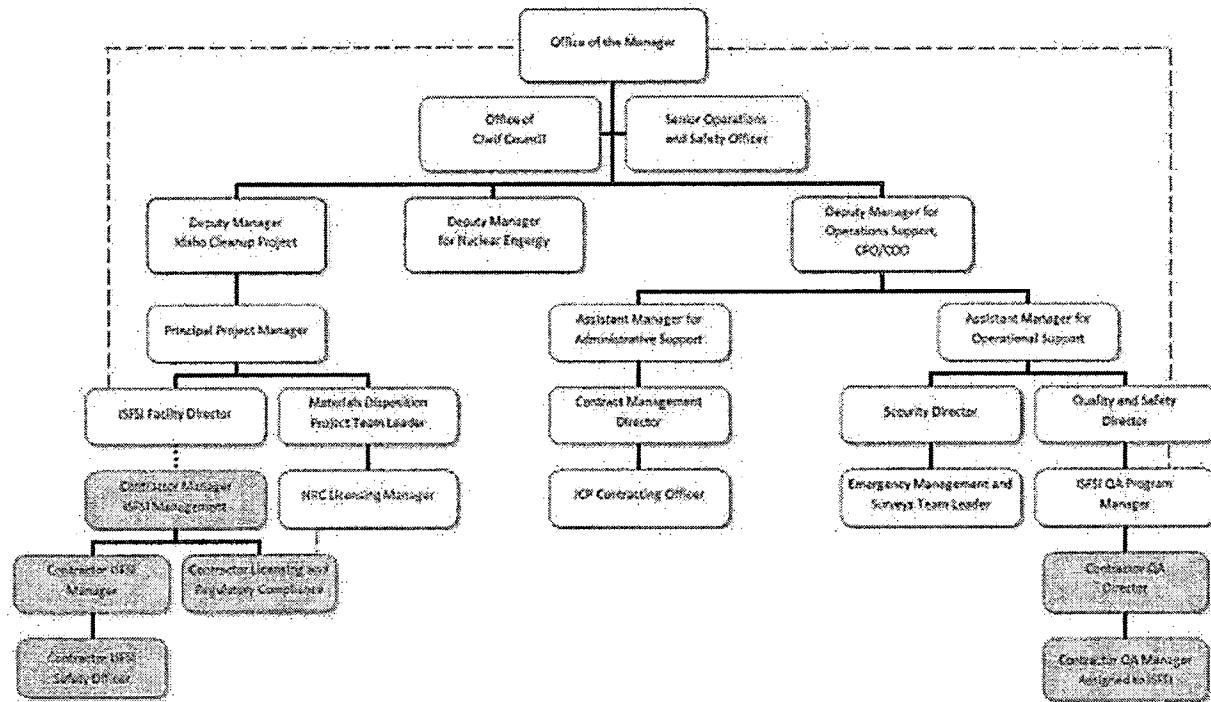 Office of the Manager
Office of
Cheif Council
Senior Operations
and Safety Officer
Deputy Manager
Idaho Cleanup Project
Deputy Manager
for Nuclear Engergy
Deputy Manager for
Operations Support,
CFO/COO
Principal Project Manager
Assistant Manager for
Administrative Support
Assistant Manager for
Operational Support
ISFSI Facility Director
Materials Disposition
Project Team Leader
Contract Management
Director
Security Director
Quality and Safety
Director
Contractor Manager
ISFSI Management
NRC Licensing Manager
ICP Contracting Officer
Emergency Management and
Surveys Team Leader
ISFSI QA Program
Manager
Contractor ISFSI
Manager
Contractor Licensing and
Regulatory Compliance
Contractor QA
Director
Contractor ISFSI
Safety Officer
Contractor QA Manager
Assigned to ISFSI